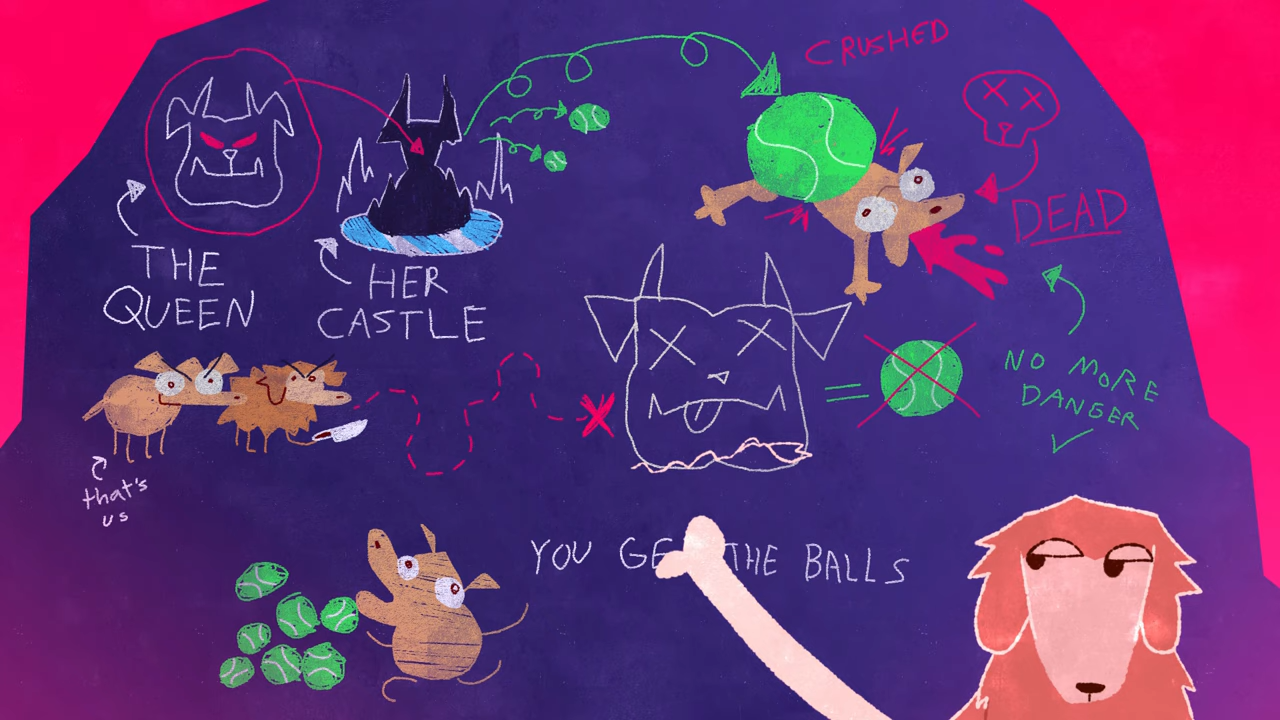 CRUSHED
THE
QUEEN
HER
CASTLE
DEAD
NO MORE
DANGER
that's
us
YOU GE THE BALLS